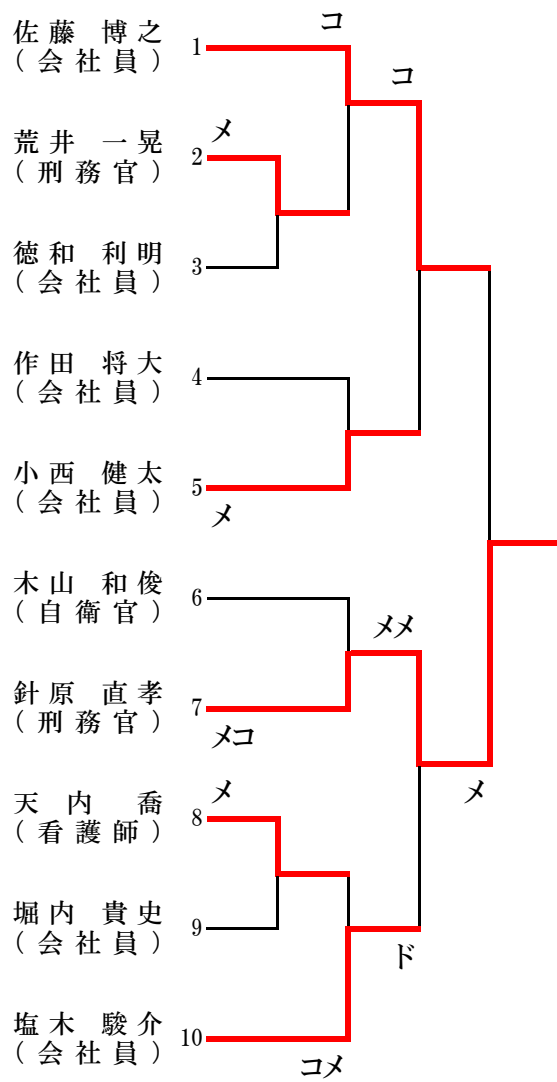 コ
佐藤 博之
1
(会社員)
コ
メ
荒井 一晃
2
(刑務官)
徳和 利明
3
(会社員)
作田 将大
4
(会社員)
小西 健太
5
(会社員)
メ
木山 和俊
6
(自衛官)
メメ
針原 直孝
7
(刑務官)
メコ
メ
メ
天内 喬
8
(看護師)
堀内 貴史
9
(会社員)
ド
塩木 駿介
10
(会社員)
コメ